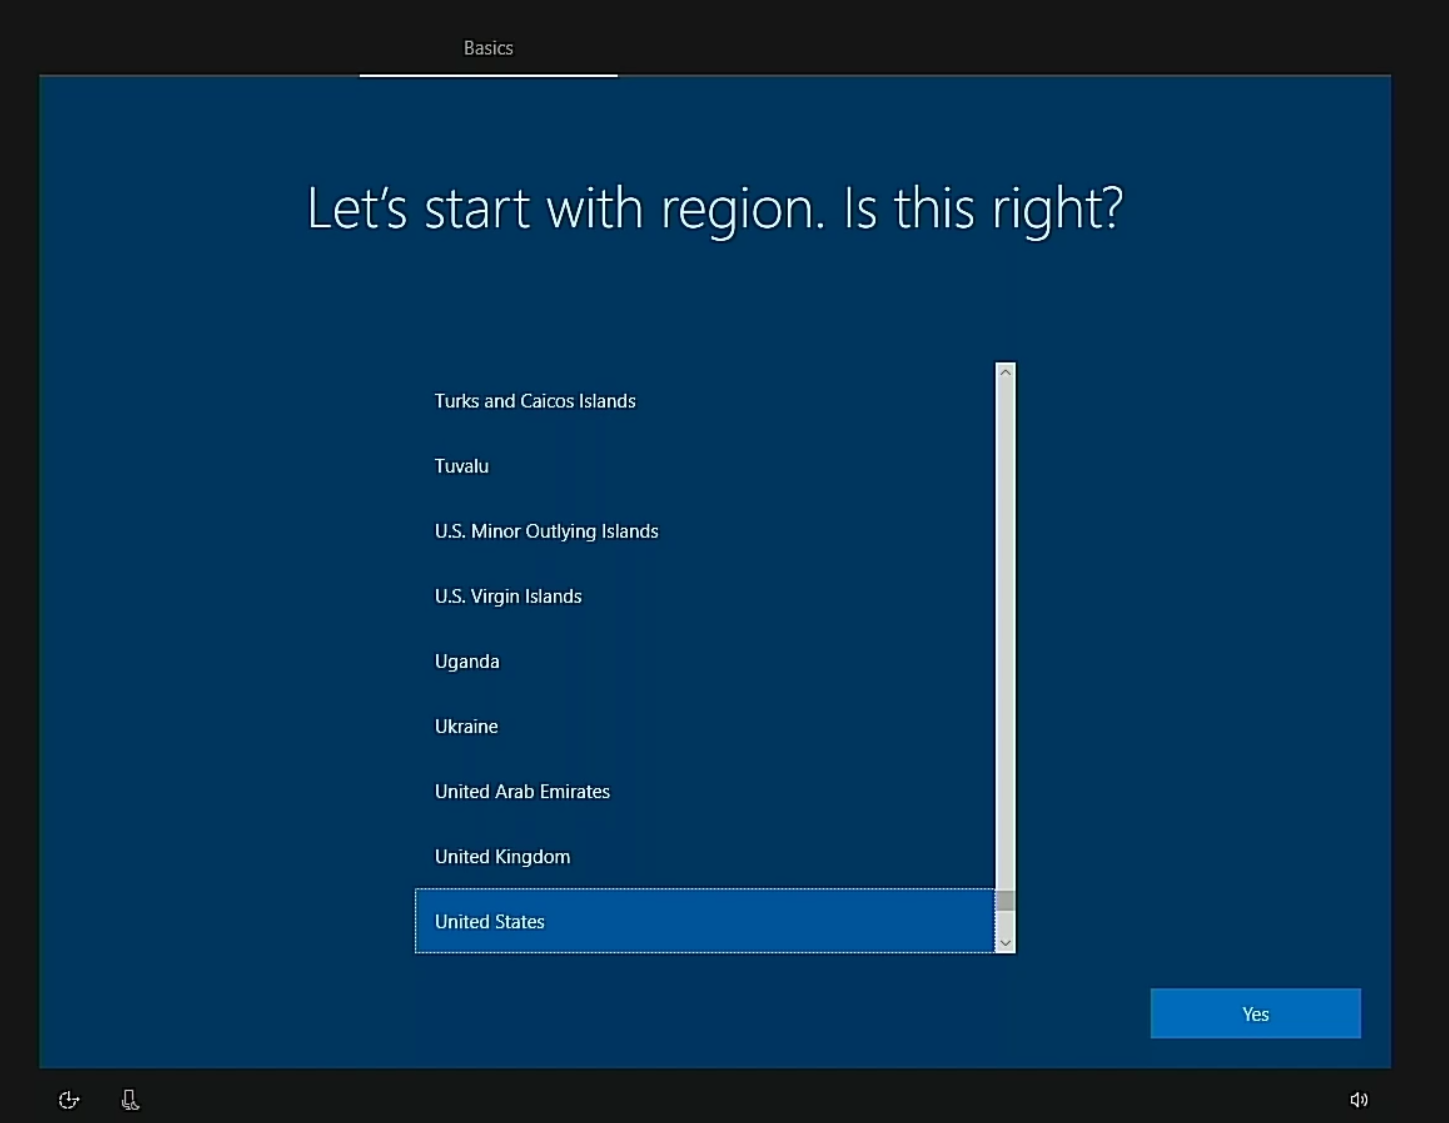 Basics
Let's start with region. Is this right?
Turks and Caicos Islands
Tuvalu
U.S. Minor Outlying Islands
U.S. Virgin Islands
Uganda
Ukraine
United Arab Emirates
United Kingdom
United States
Yes